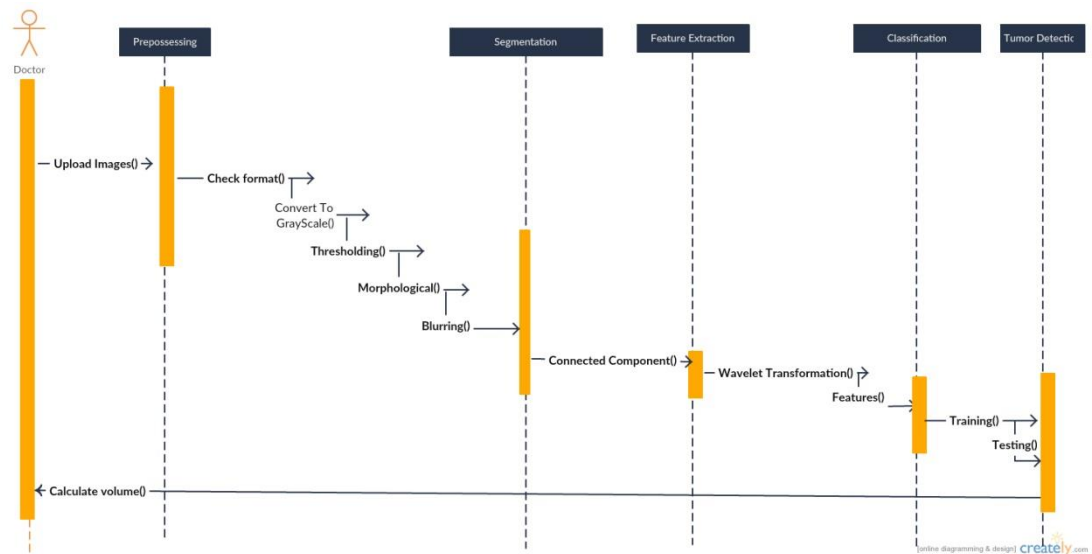 Doctor
Prepossessing
Segmentation
Feature Extraction
Classification
Tumor Detectic
Upload Images()
Check format()
Convert To
GrayScale()
Thresholding()
Morphological()
Blurring()
Connected Component()
Wavelet Transformation()
Features()
Training()
Testing()
Calculate volume()
[online diagramming & design] creately.com